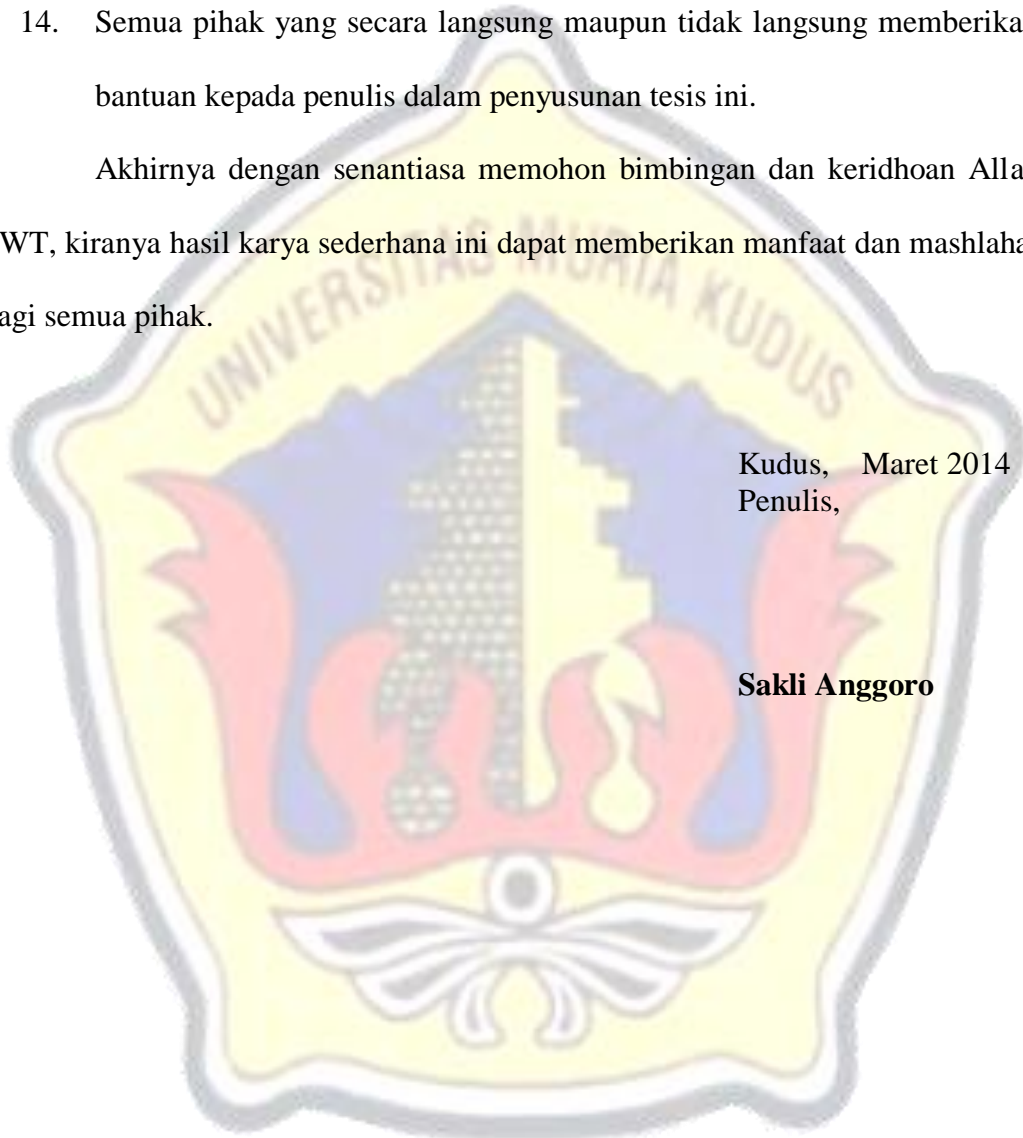 14. Semua pihak yang secara langsung maupun tidak langsung memberika
bantuan kepada penulis dalam penyusunan tesis ini.
Akhirnya dengan senantiasa memohon bimbingan dan keridhoan Alla
WT, kiranya hasil karya sederhana ini dapat memberikan manfaat dan mashlaha
agi semua pihak.
UNIVERSITAS MURIA KUDUS
Kudus, Maret 2014
Penulis,
Sakli Anggoro